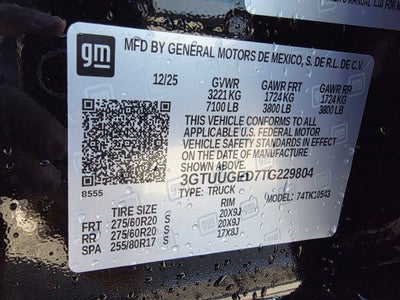 gm
MFD BY GENERAL MOTORS DE MEXICO, S. DE R.L. DE C.V.
12/25 GVWR GAWR FRT GAWR RR
3221 KG 1724 KG 1724 KG
7100 LB 3800 LB 3800 LB
THIS VEHICLE CONFORMS TO ALL
APPLICABLE U.S. FEDERAL MOTOR
VEHICLE SAFETY STANDARDS IN EFFECT
ON THE DATE OF MANUFACTURE
SHOWN ABOVE.
3GTUUGED7TG229804
TYPE: TRUCK MODEL: 74TK10543
8555
TIRE SIZE RIM
FRT 275/60R20 S 20X9J
RR 275/60R20 S 20X9J
SPA 255/80R17 S 17X8J